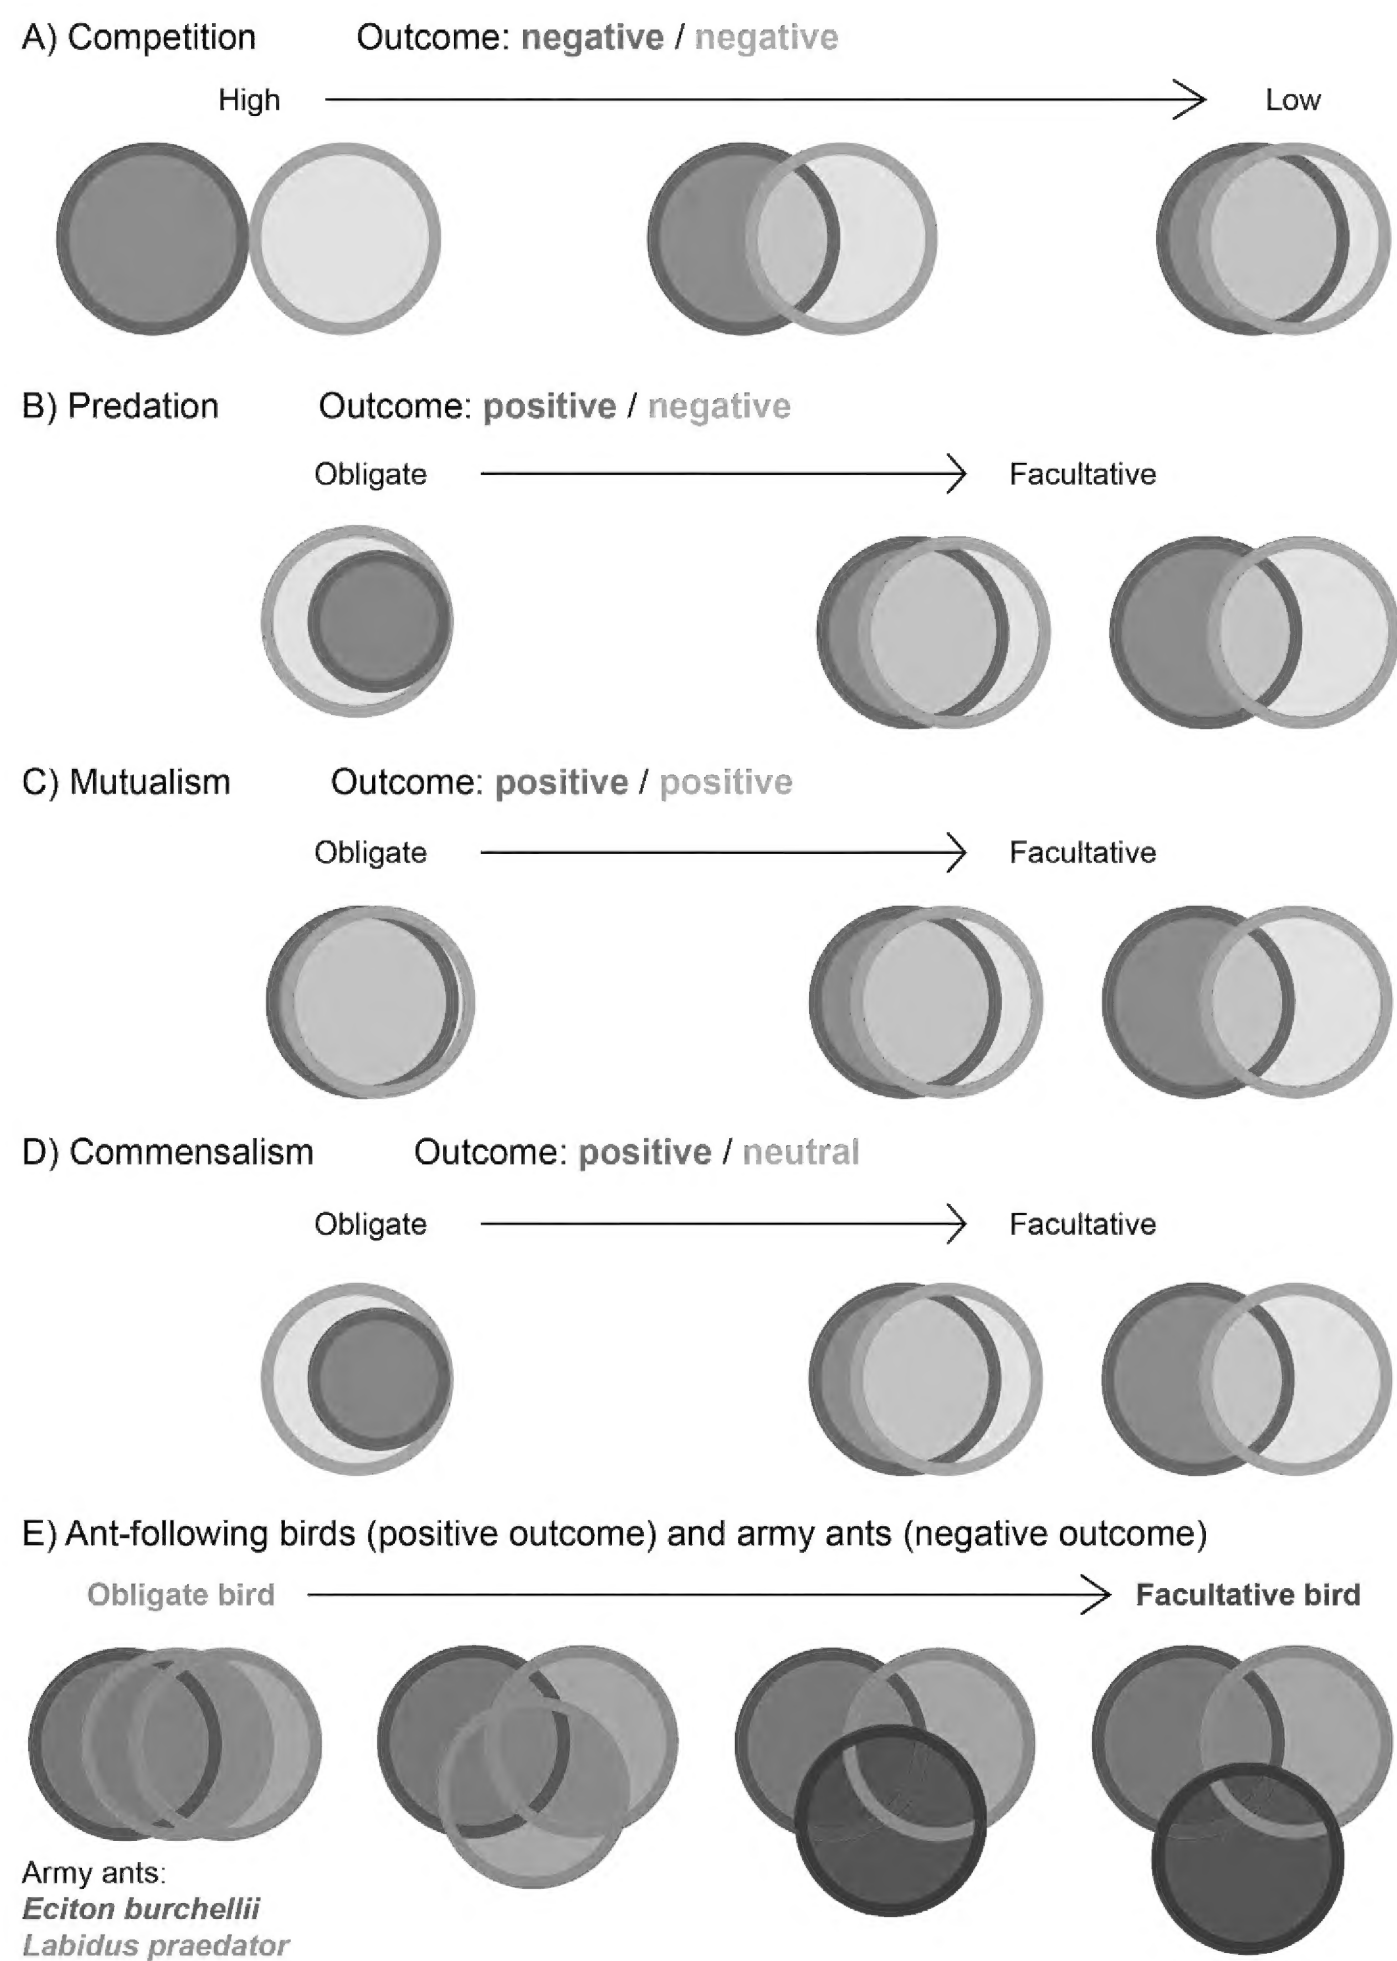 A) Competition Outcome: negative / negative
High Low
B) Predation Outcome: positive / negative
Obligate Facultative
C) Mutualism Outcome: positive / positive
Obligate Facultative
D) Commensalism Outcome: positive / neutral
Obligate Facultative
E) Ant-following birds (positive outcome) and army ants (negative outcome)
Obligate bird Facultative bird
Army ants:
Eciton burchellii
Labidus praedator